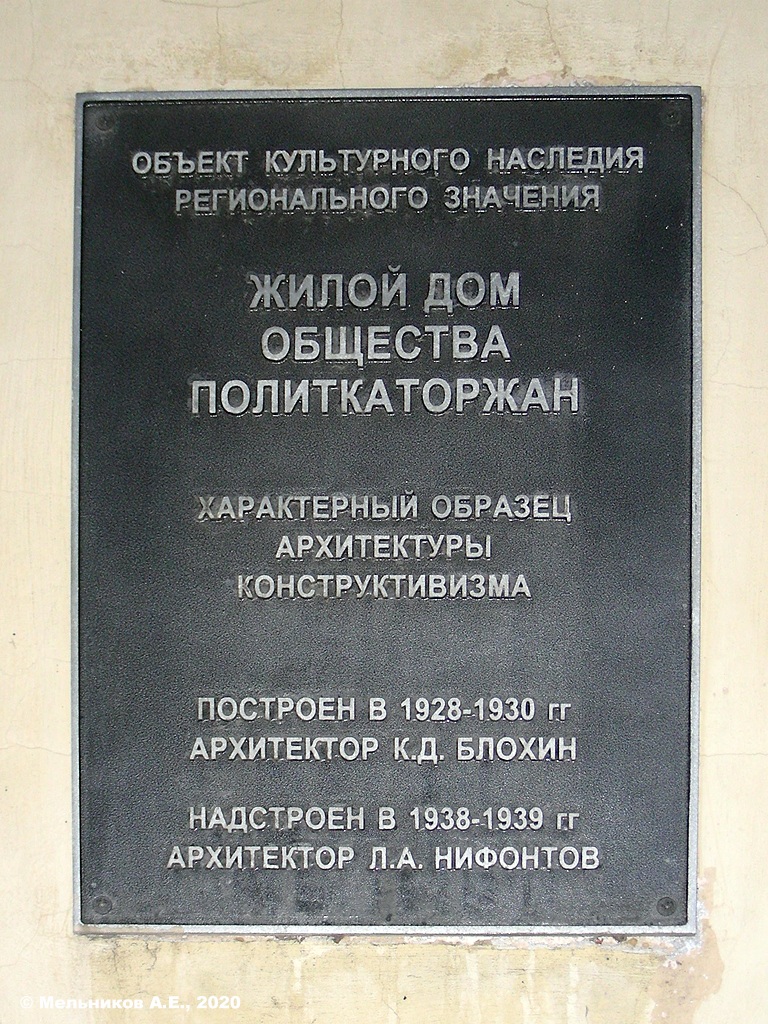 ОБЪЕКТ КУЛЬТУРНОГО НАСЛЕДИЯ
РЕГИОНАЛЬНОГО ЗНАЧЕНИЯ
ЖИЛОЙ ДОМ
ОБЩЕСТВА
ПОЛИТКАТОРЖАН
ХАРАКТЕРНЫЙ ОБРАЗЕЦ
АРХИТЕКТУРЫ
КОНСТРУКТИВИЗМА
ПОСТРОЕН В 1928-1930 гг
АРХИТЕКТОР К.Д. БЛОХИН
НАДСТРОЕН В 1938-1939 гг
АРХИТЕКТОР Л.А. НИФОНТОВ
© Мельников А.Е., 2020